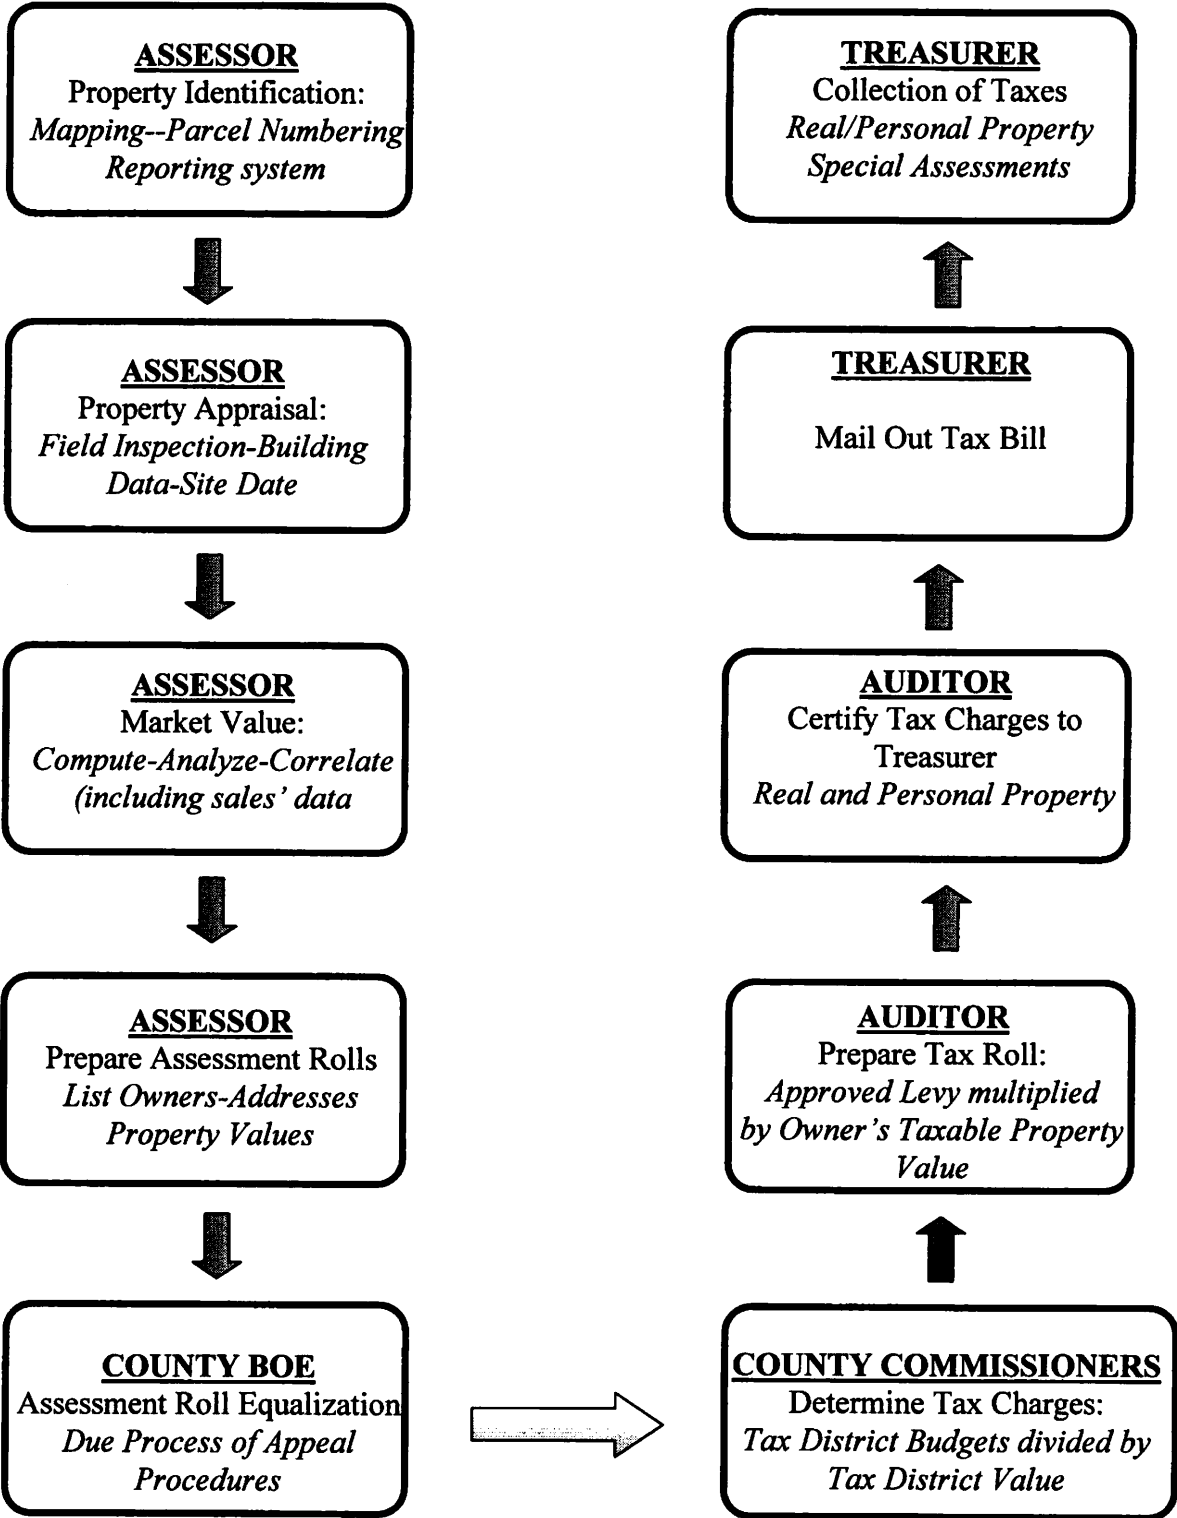 ASSESSOR
Property Identification:
Mapping--Parcel Numbering
Reporting system
ASSESSOR
Property Appraisal:
Field Inspection-Building
Data-Site Date
ASSESSOR
Market Value:
Compute-Analyze-Correlate
(including sales' data
ASSESSOR
Prepare Assessment Rolls
List Owners-Addresses
Property Values
COUNTY BOE
Assessment Roll Equalization
Due Process of Appeal
Procedures
COUNTY COMMISSIONERS
Determine Tax Charges:
Tax District Budgets divided by
Tax District Value
AUDITOR
Prepare Tax Roll:
Approved Levy multiplied
by Owner's Taxable Property
Value
AUDITOR
Certify Tax Charges to
Treasurer
Real and Personal Property
TREASURER
Mail Out Tax Bill
TREASURER
Collection of Taxes
Real/Personal Property
Special Assessments